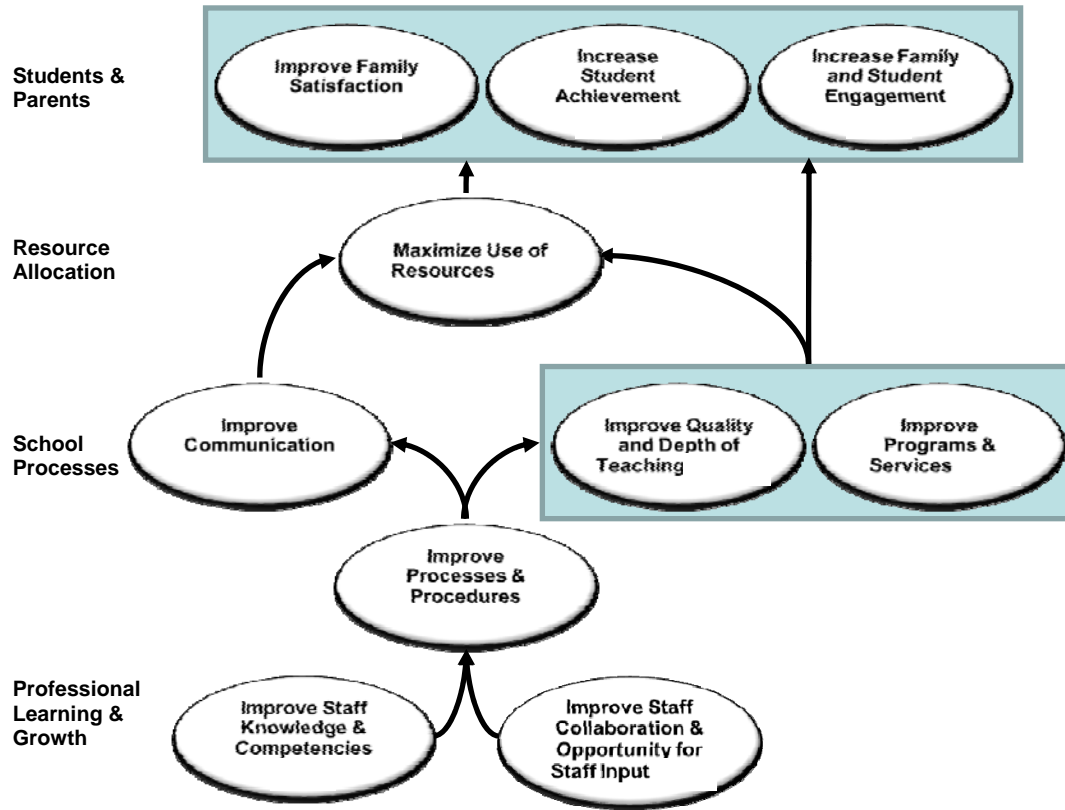 Students &
Parents
Improve Family
Satisfaction
Increase
Student
Achievement
Increase Family
and Student
Engagement
Resource
Allocation
Maximize Use of
Resources
School
Processes
Improve
Communication
Improve Quality
and Depth of
Teaching
Improve
Programs &
Services
Improve
Processes &
Procedures
Professional
Learning &
Growth
Improve Staff
Knowledge &
Competencies
Improve Staff
Collaboration &
Opportunity for
Staff Input